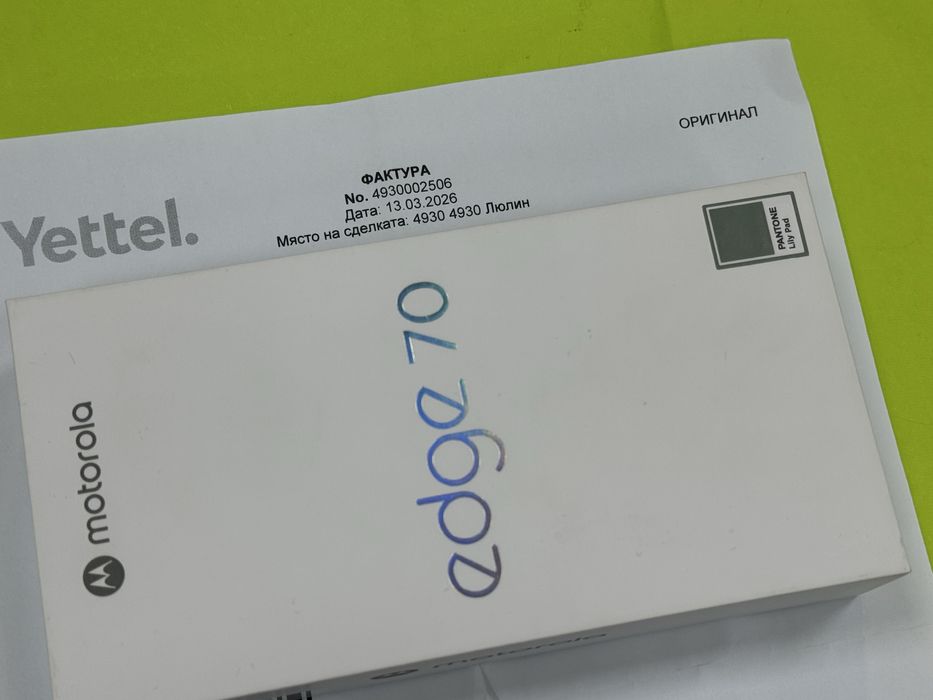 ОРИГИНАЛ
Yettel.
ФАКТУРА
No. 4930002506
Дата: 13.03.2026
Място на сделката: 4930 4930 Люлин
PANTONE
Lily Pad
edge 70
motorola
motorola